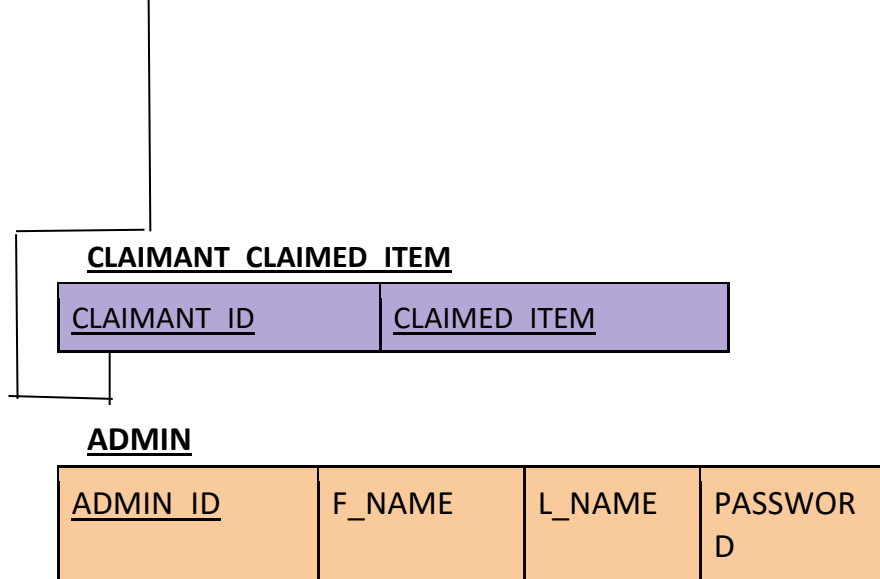 CLAIMANT_CLAIMED_ITEM
CLAIMANT_ID CLAIMED_ITEM
ADMIN
ADMIN_ID F_NAME L_NAME PASSWOR
D